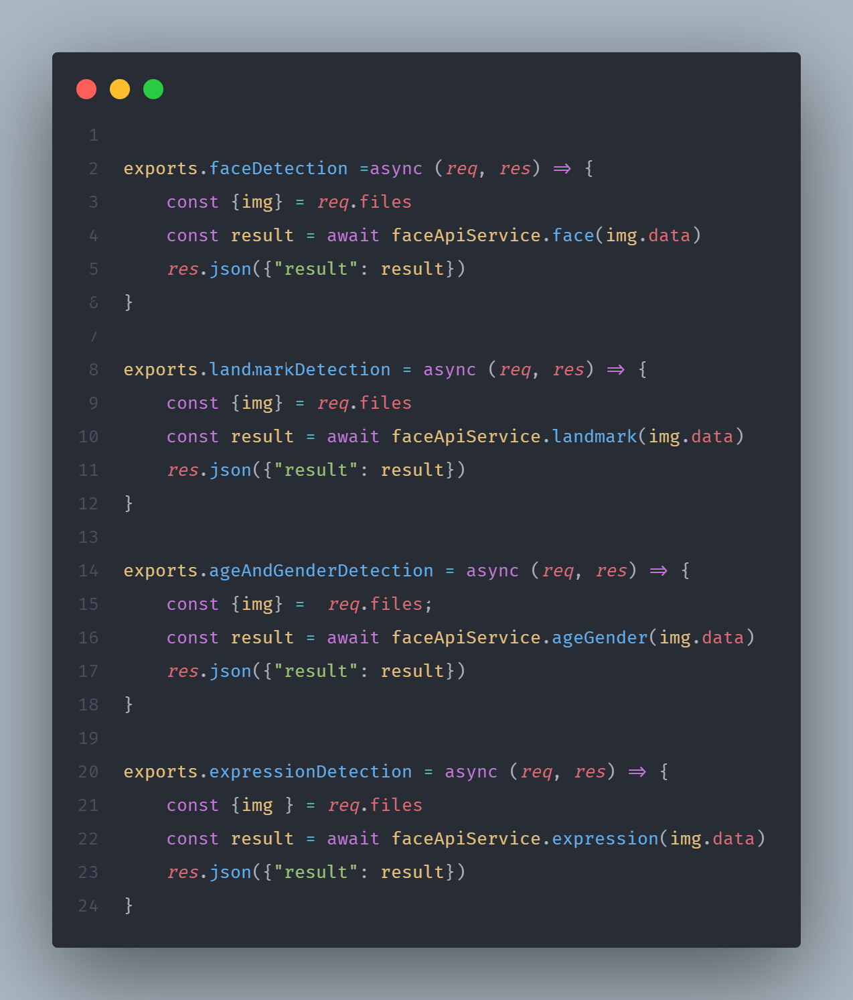 1
2 exports.faceDetection =async (req, res) => {
3     const {img} = req.files
4     const result = await faceApiService.face(img.data)
5     res.json({"result": result})
6 }
7
8 exports.landmarkDetection = async (req, res) => {
9     const {img} = req.files
10     const result = await faceApiService.landmark(img.data)
11     res.json({"result": result})
12 }
13
14 exports.ageAndGenderDetection = async (req, res) => {
15     const {img} =  req.files;
16     const result = await faceApiService.ageGender(img.data)
17     res.json({"result": result})
18 }
19
20 exports.expressionDetection = async (req, res) => {
21     const {img } = req.files
22     const result = await faceApiService.expression(img.data)
23     res.json({"result": result})
24 }